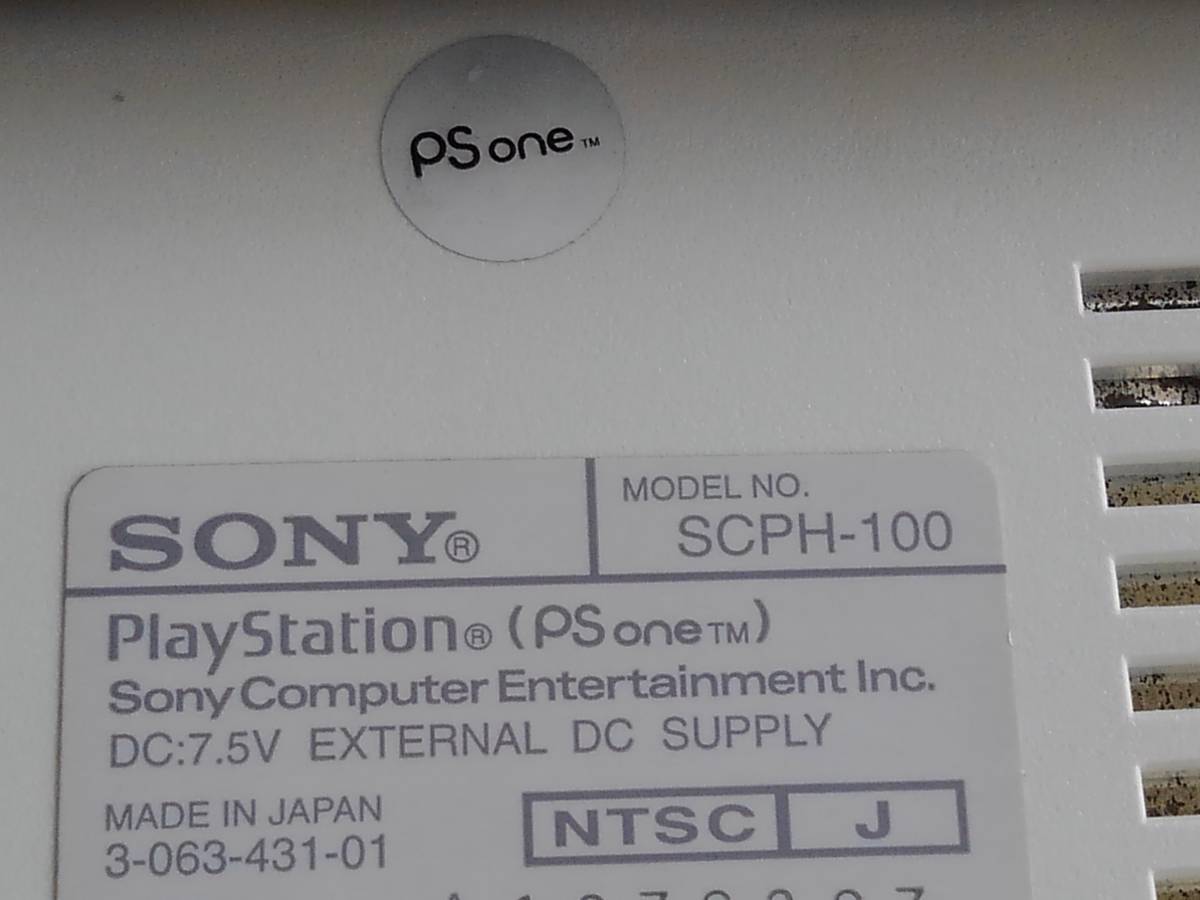 PS one™
SONY®
MODEL NO.
SCPH-100
PlayStation® (PS one™)
Sony Computer Entertainment Inc.
DC:7.5V EXTERNAL DC SUPPLY
MADE IN JAPAN
3-063-431-01
NTSC J